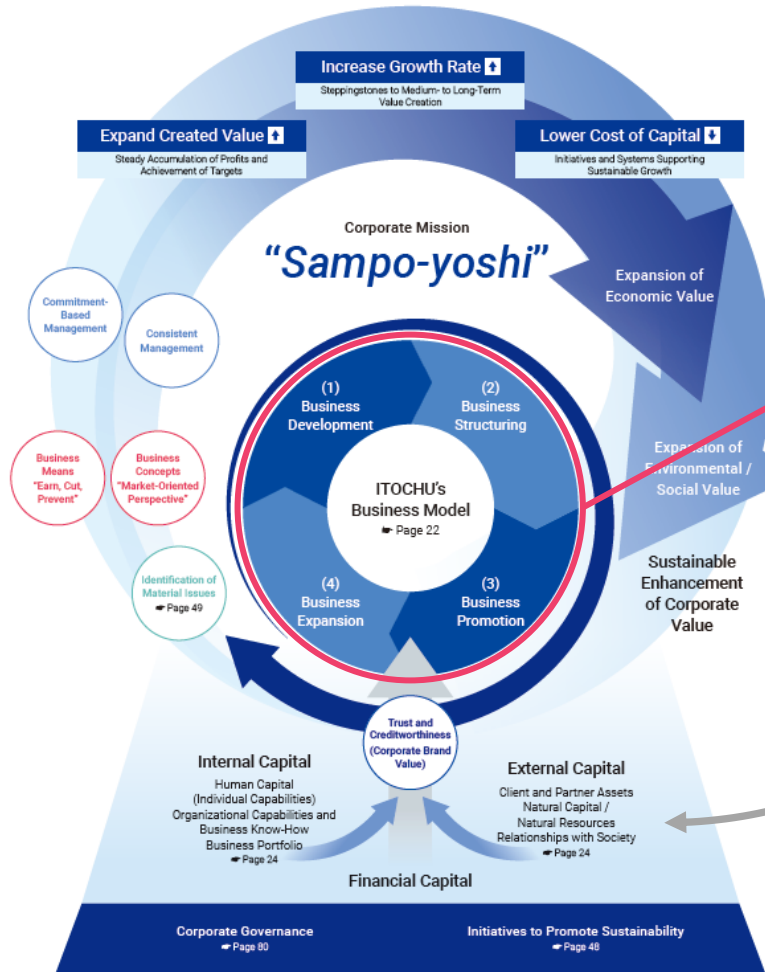 Increase Growth Rate
Steppingstones to Medium- to Long-Term
Value Creation
Expand Created Value
Steady Accumulation of Profits and
Achievement of Targets
Lower Cost of Capital
Initiatives and Systems Supporting
Sustainable Growth
Corporate Mission
“Sampo-yoshi”
Expansion of
Economic Value
Commitment-
Based
Management
Consistent
Management
(1)
Business
Development
(2)
Business
Structuring
Business
Means
“Earn, Cut,
Prevent”
Business
Concepts
“Market-Oriented
Perspective”
ITOCHU’s
Business Model
☛ Page 22
Expansion of
Environmental /
Social Value
Identification of
Material Issues
☛ Page 49
(4)
Business
Expansion
(3)
Business
Promotion
Sustainable
Enhancement
of Corporate
Value
Trust and
Creditworthiness
(Corporate Brand
Value)
Internal Capital
Human Capital
(Individual Capabilities)
Organizational Capabilities and
Business Know-How
Business Portfolio
☛ Page 24
External Capital
Client and Partner Assets
Natural Capital /
Natural Resources
Relationships with Society
☛ Page 24
Financial Capital
Corporate Governance
☛ Page 80
Initiatives to Promote Sustainability
☛ Page 48